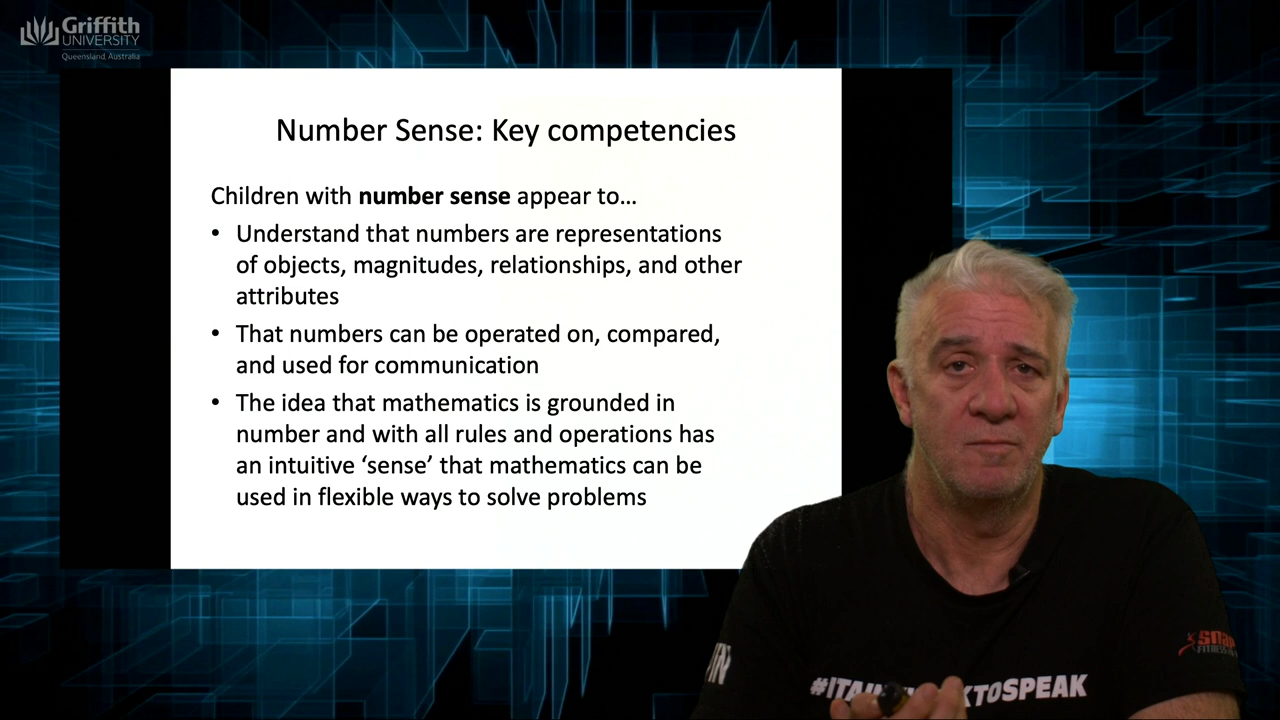 Griffith
UNIVERSITY
Queensland, Australia
Number Sense: Key competencies
Children with number sense appear to…
• Understand that numbers are representations
of objects, magnitudes, relationships, and other
attributes
• That numbers can be operated on, compared,
and used for communication
• The idea that mathematics is grounded in
number and with all rules and operations has
an intuitive ‘sense’ that mathematics can be
used in flexible ways to solve problems